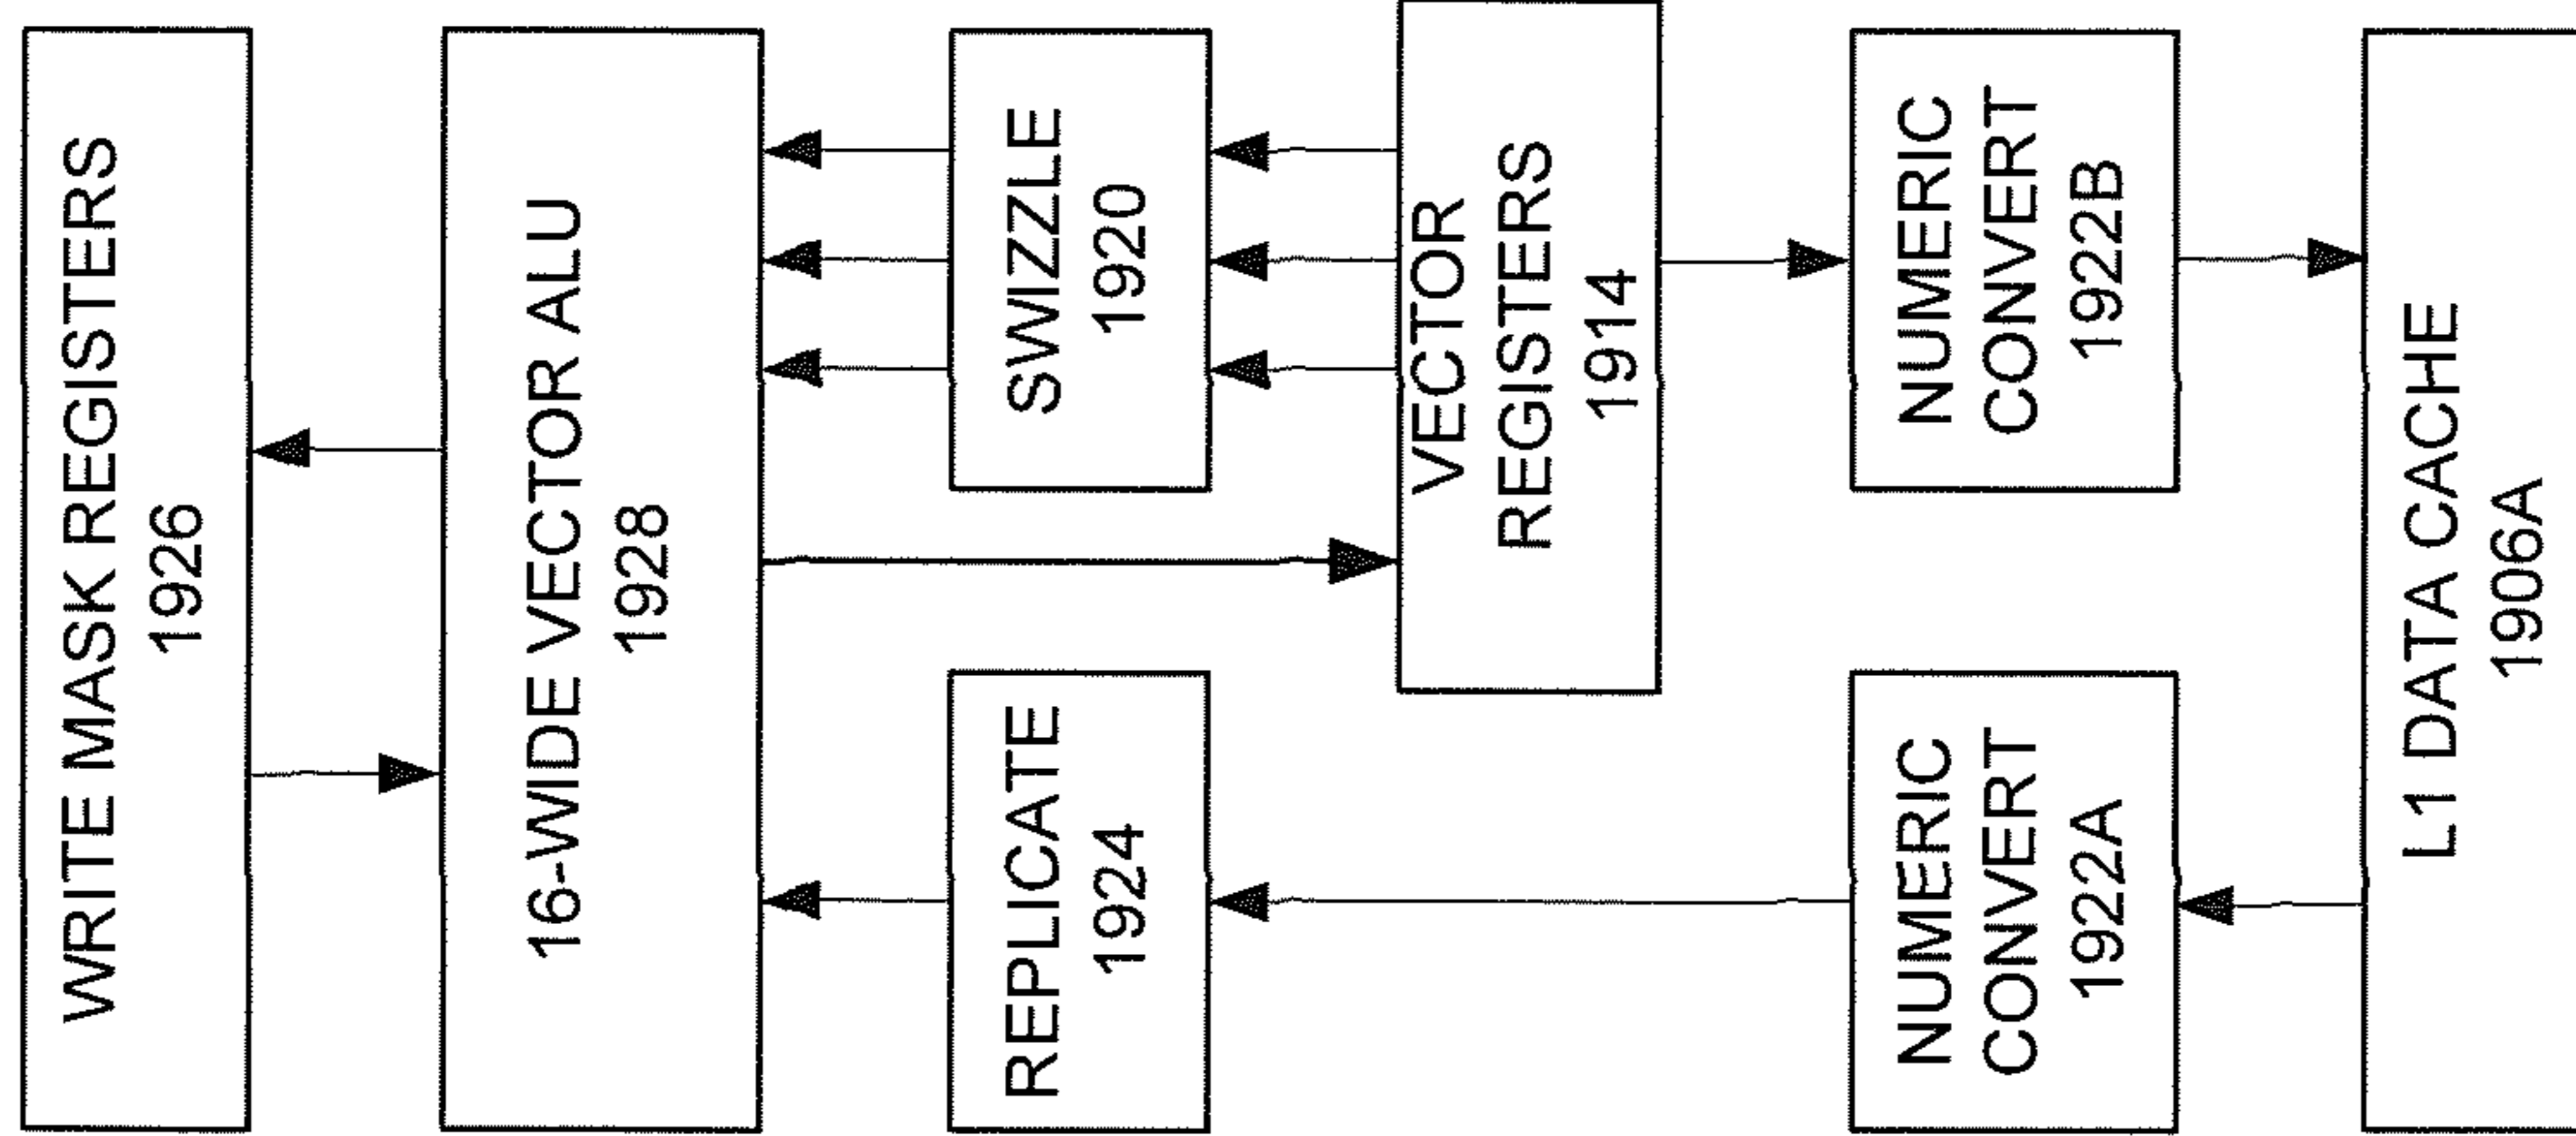 WRITE MASK REGISTERS
1926
16-WIDE VECTOR ALU
1928
REPLICATE
1924
SWIZZLE
1920
VECTOR
REGISTERS
1914
NUMERIC
CONVERT
1922A
NUMERIC
CONVERT
1922B
L1 DATA CACHE
1906A